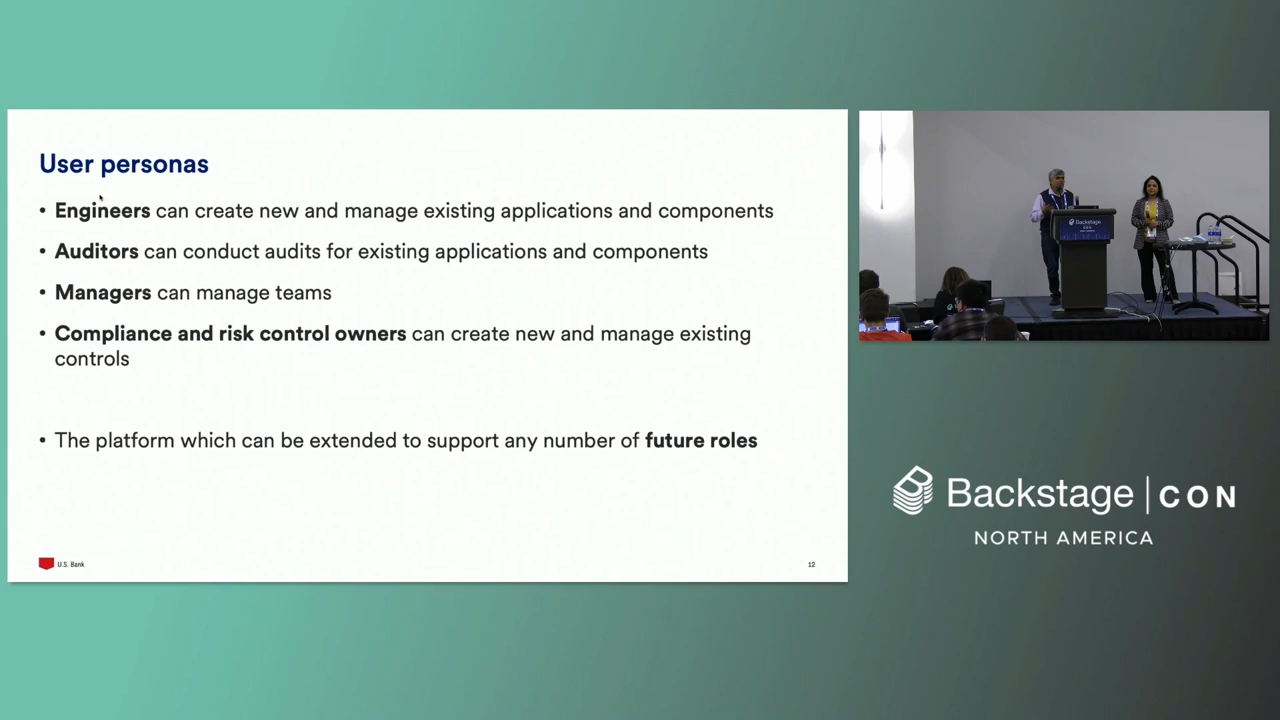 User personas
• Engineers can create new and manage existing applications and components
• Auditors can conduct audits for existing applications and components
• Managers can manage teams
• Compliance and risk control owners can create new and manage existing
controls
• The platform which can be extended to support any number of future roles
U.S. Bank
12
Backstage
CON
Backstage | CON
NORTH AMERICA